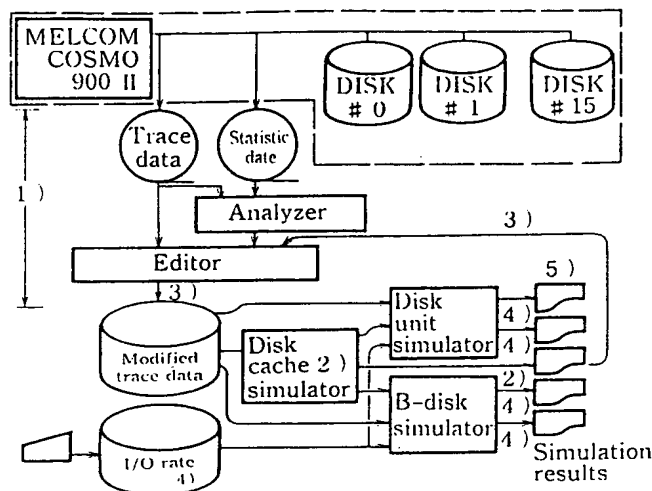 MELCOM
COSMO
900 II
DISK
# 0
DISK
# 1
DISK
# 15
Trace
data
Statistic
date
1 )
Analyzer
3 )
Editor
3 )
5 )
Disk
unit
simulator
4 )
4 )
Modified
trace data
Disk
cache 2 )
simulator
2 )
B-disk
simulator
4 )
4 )
I/O rate
4 )
Simulation
results